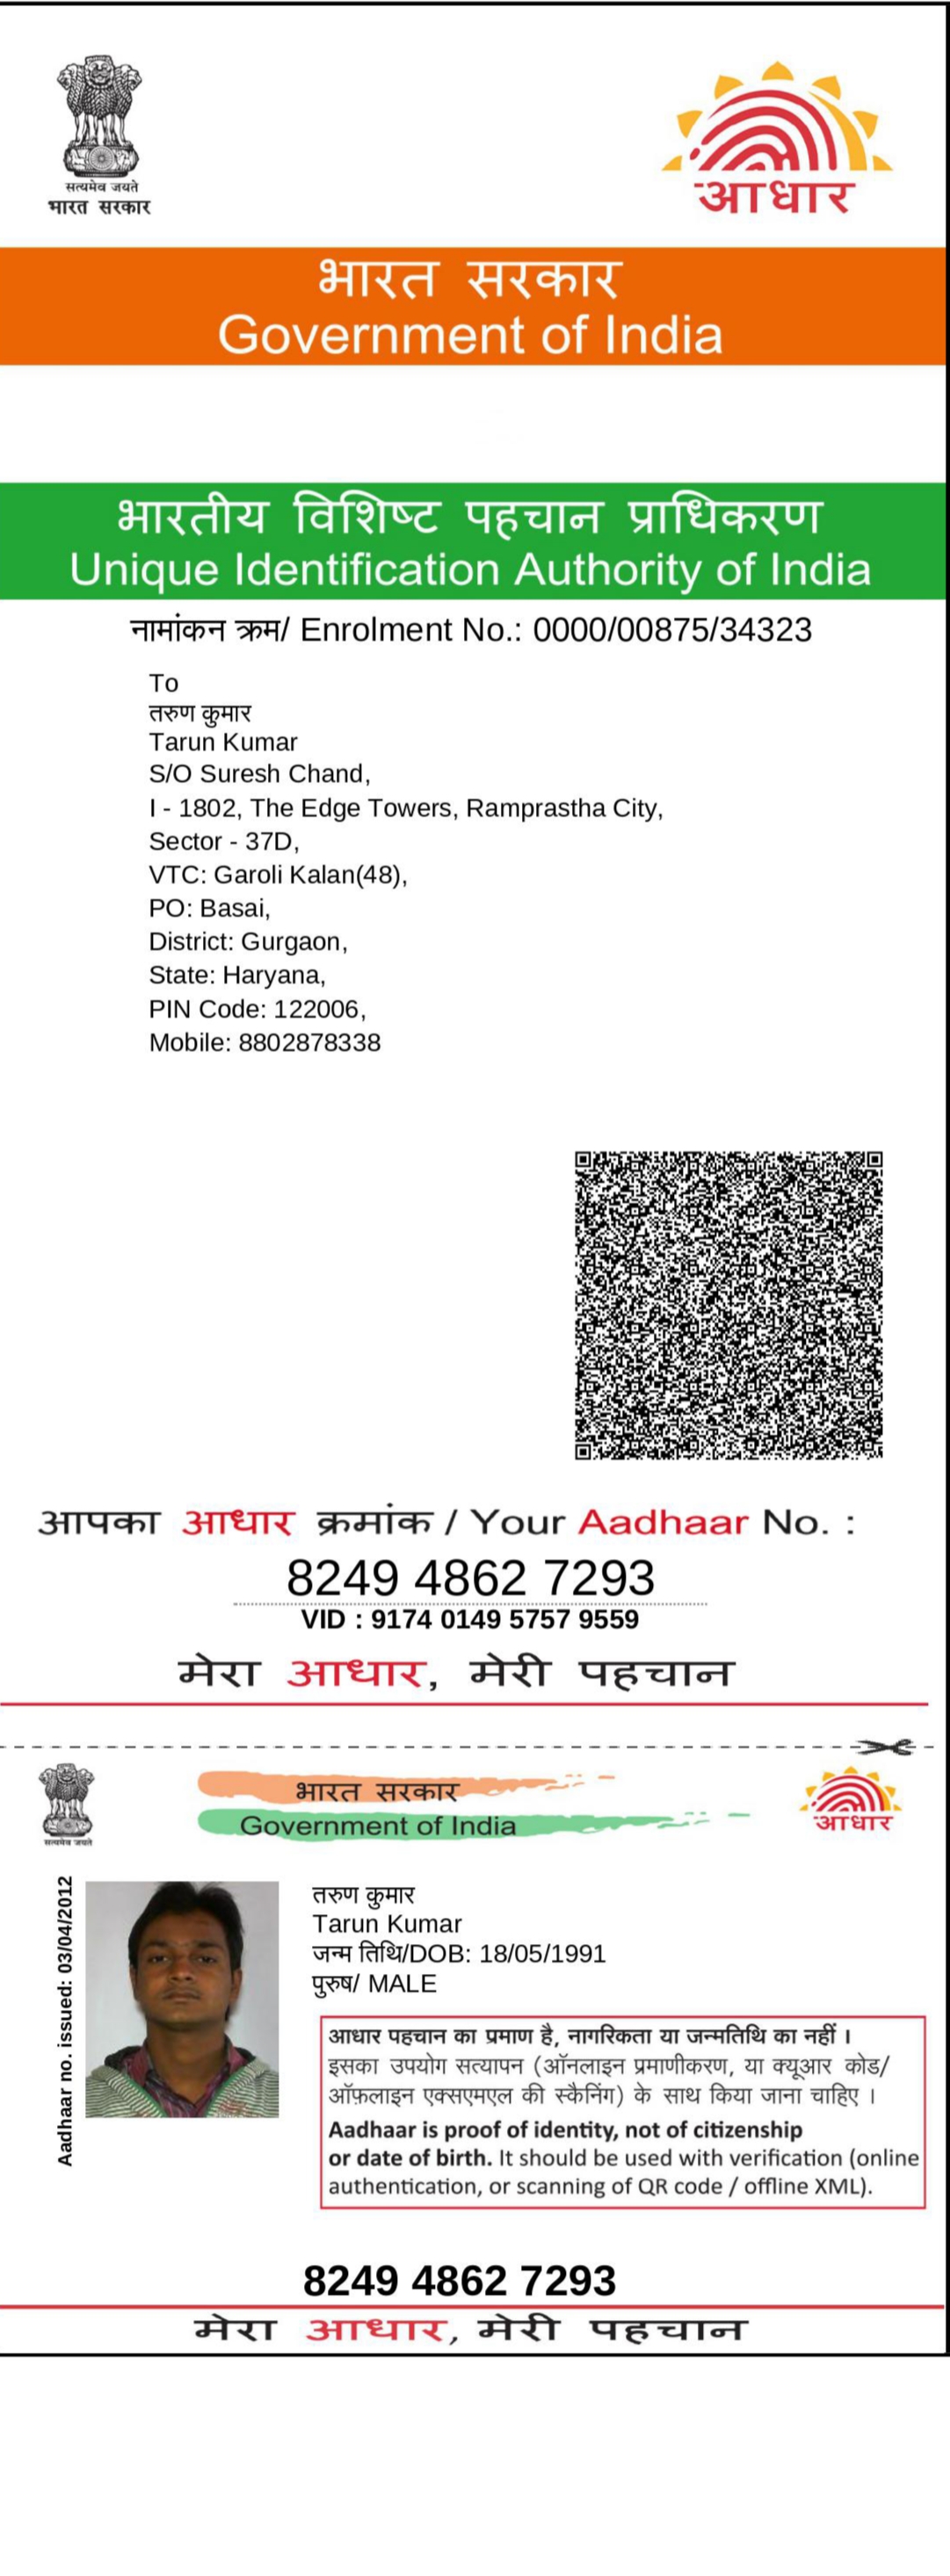 सत्यमेव जयते
भारत सरकार
आधार
भारत सरकार
Government of India
भारतीय विशिष्ट पहचान प्राधिकरण
Unique Identification Authority of India
नामांकन क्रम/ Enrolment No.: 0000/00875/34323
To
तरुण कुमार
Tarun Kumar
S/O Suresh Chand,
I - 1802, The Edge Towers, Ramprastha City,
Sector - 37D,
VTC: Garoli Kalan(48),
PO: Basai,
District: Gurgaon,
State: Haryana,
PIN Code: 122006,
Mobile: 8802878338
आपका आधार क्रमांक / Your Aadhaar No. :
8249 4862 7293
VID : 9174 0149 5757 9559
मेरा आधार, मेरी पहचान
सत्यमेव जयते
भारत सरकार
Government of India
आधार
Aadhaar no. issued: 03/04/2012
तरुण कुमार
Tarun Kumar
जन्म तिथि/DOB: 18/05/1991
पुरुष/ MALE
आधार पहचान का प्रमाण है, नागरिकता या जन्मतिथि का नहीं ।
इसका उपयोग सत्यापन (ऑनलाइन प्रमाणीकरण, या क्यूआर कोड/
ऑफ़लाइन एक्सएमएल की स्कैनिंग) के साथ किया जाना चाहिए ।
Aadhaar is proof of identity, not of citizenship
or date of birth. It should be used with verification (online
authentication, or scanning of QR code / offline XML).
8249 4862 7293
मेरा आधार, मेरी पहचान